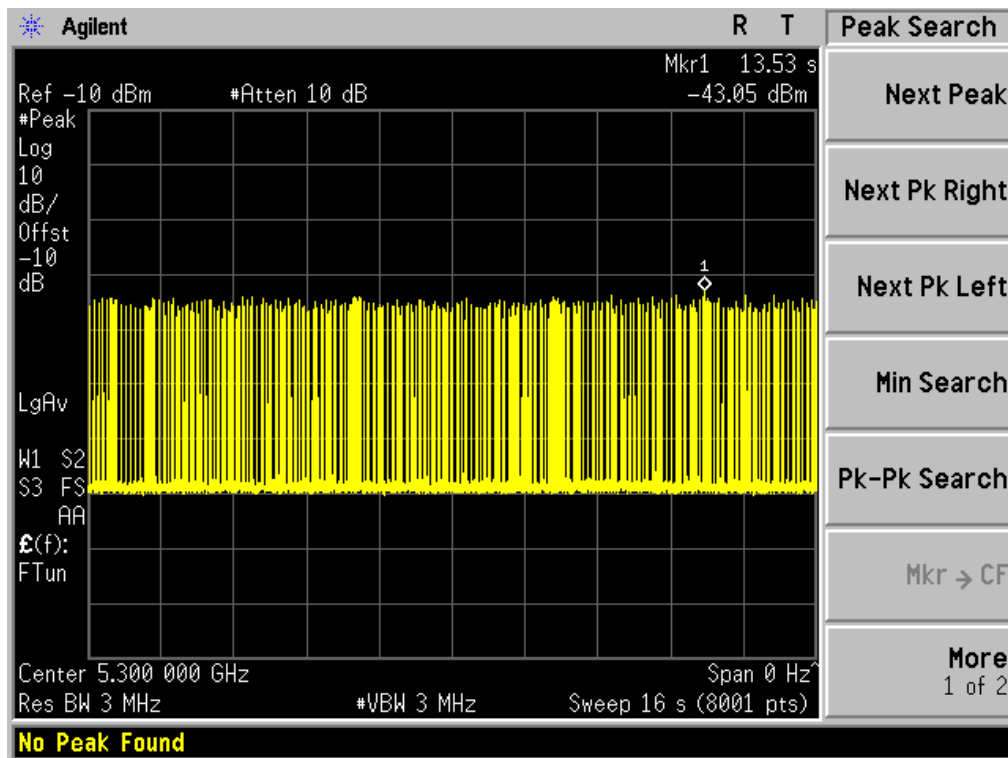 Agilent R T Peak Search
Mkr1 13.53 s
Ref -10 dBm #Atten 10 dB -43.05 dBm
#Peak
Log
10
dB/
Offst
-10
dB
1
LgAv
W1 S2
S3 FS
AA
£(f):
FTun
Center 5.300 000 GHz Span 0 Hz^
Res BW 3 MHz #VBW 3 MHz Sweep 16 s (8001 pts)
No Peak Found
Next Peak
Next Pk Right
Next Pk Left
Min Search
Pk-Pk Search
Mkr → CF
More
1 of 2